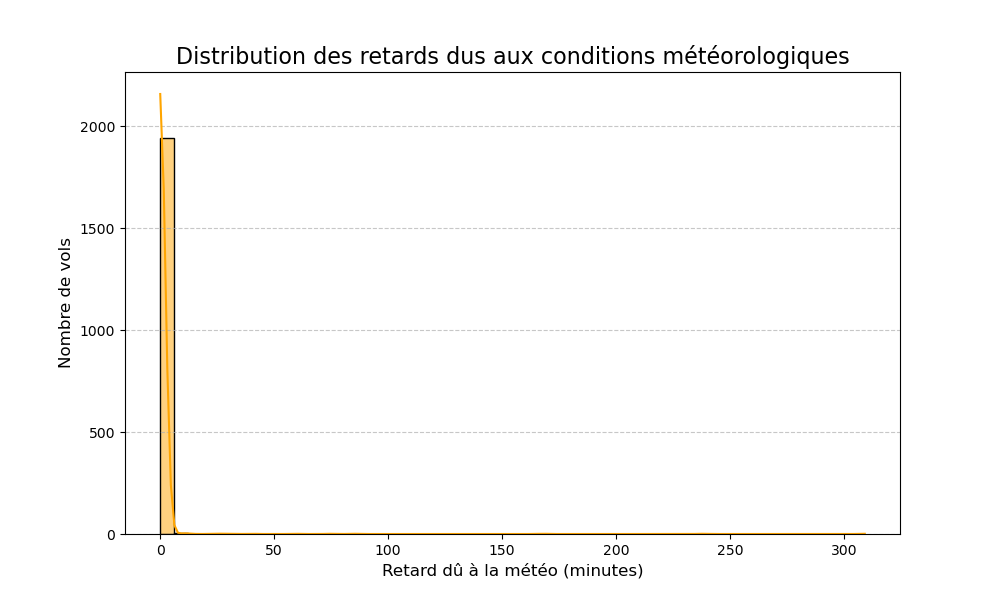 Distribution des retards dus aux conditions météorologiques
Nombre de vols
2000
1500
1000
500
0
0 50 100 150 200 250 300
Retard dû à la météo (minutes)